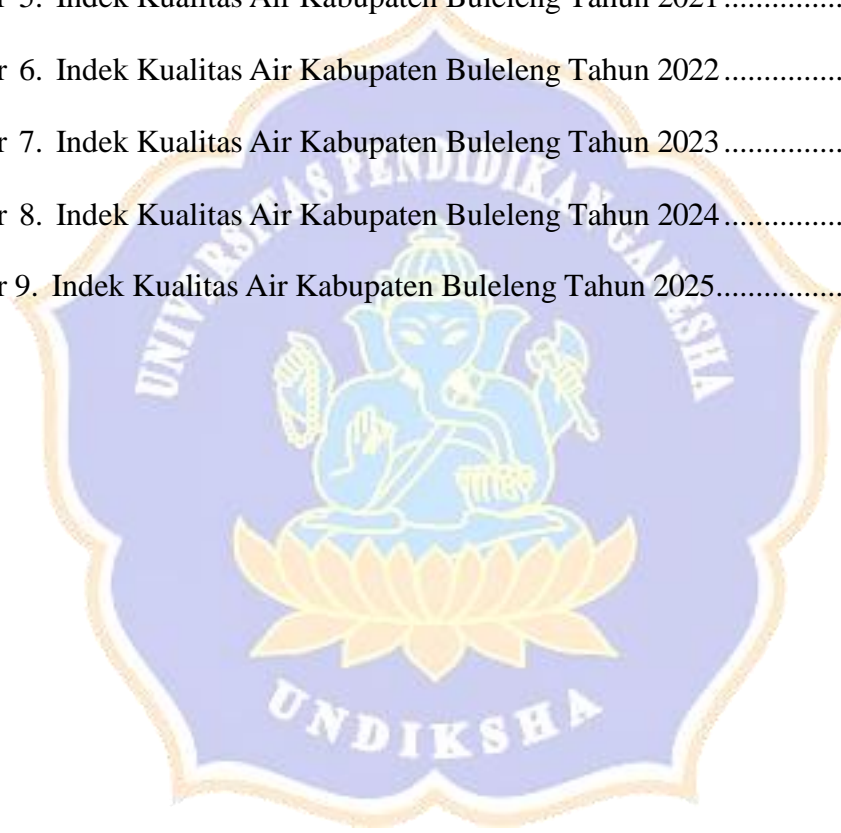 r 5. Indek Kualitas Air Kabupaten Buleleng Tahun 2021...............
r 6. Indek Kualitas Air Kabupaten Buleleng Tahun 2022...............
r 7. Indek Kualitas Air Kabupaten Buleleng Tahun 2023...............
r 8. Indek Kualitas Air Kabupaten Buleleng Tahun 2024...............
r 9. Indek Kualitas Air Kabupaten Buleleng Tahun 2025................
UNIVERSITAS PENDIDIKAN GANESHA
UNDIKSHA